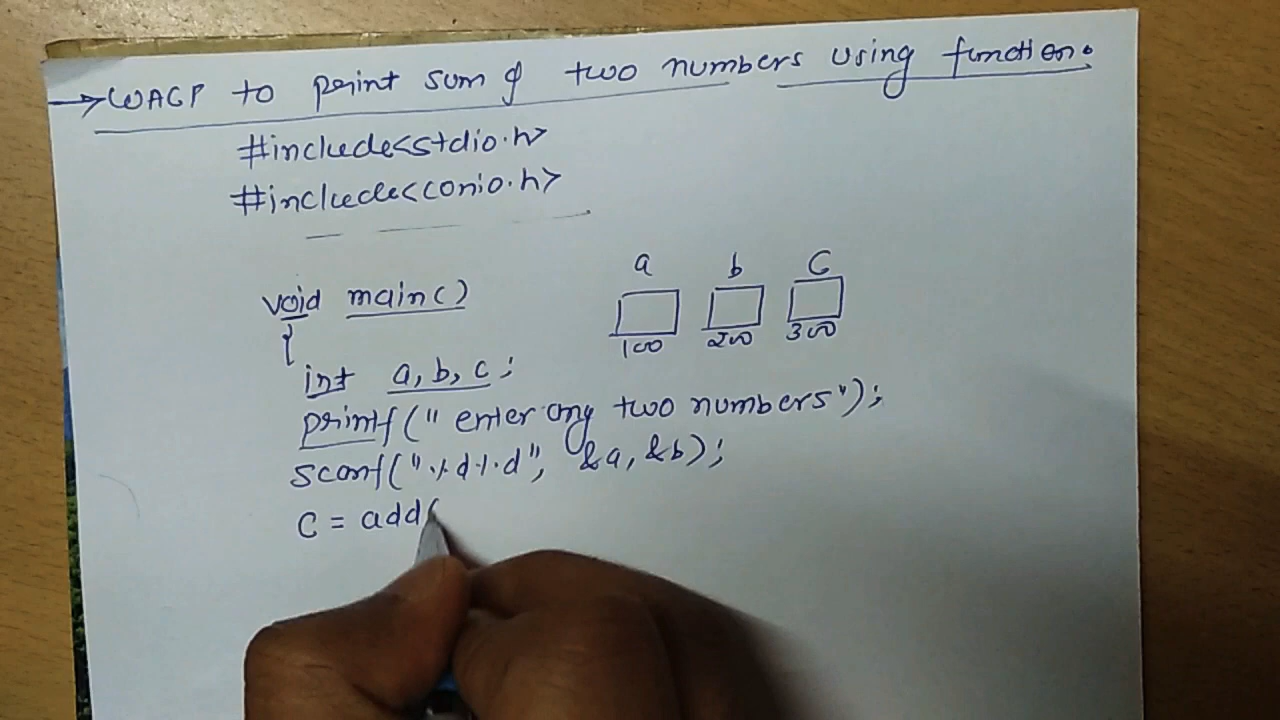 →WACP to print sum of two numbers using function.
#include<stdio.h>
#include<conio.h>
a b C
100 200 300
void main()
{
int a, b, c;
printf(" enter any two numbers");
scanf("%d%d", &a, &b);
C = add(